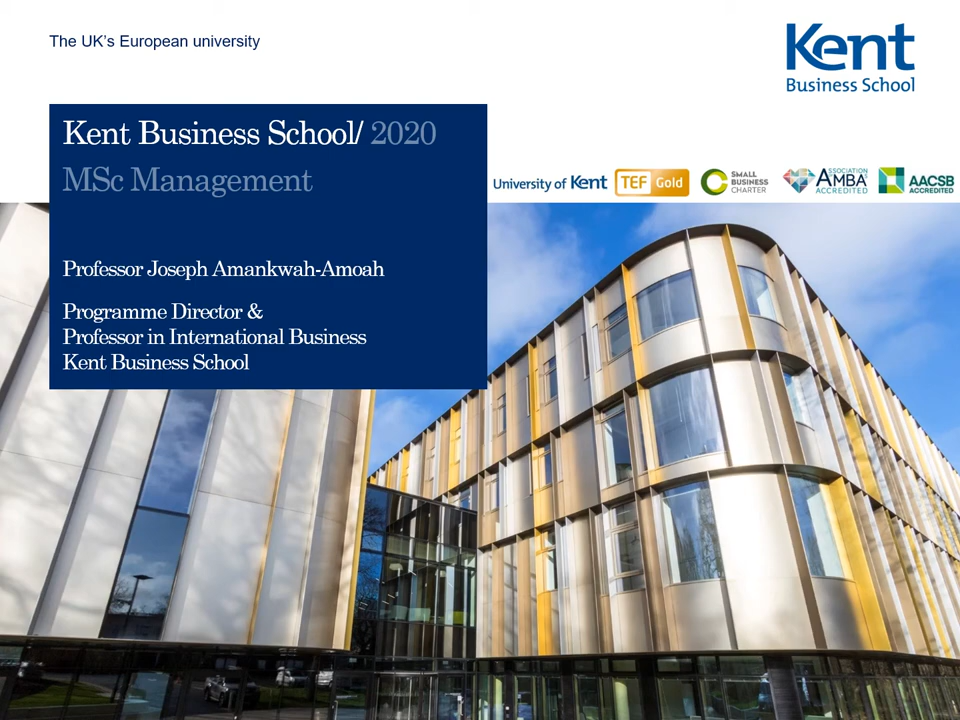 The UK's European university
Kent
Business School
Kent Business School/ 2020
MSc Management
University of Kent
TEF Gold
SMALL
BUSINESS
CHARTER
ASSOCIATION
AMBA
ACCREDITED
AACSB
ACCREDITED
Professor Joseph Amankwah-Amoah
Programme Director &
Professor in International Business
Kent Business School